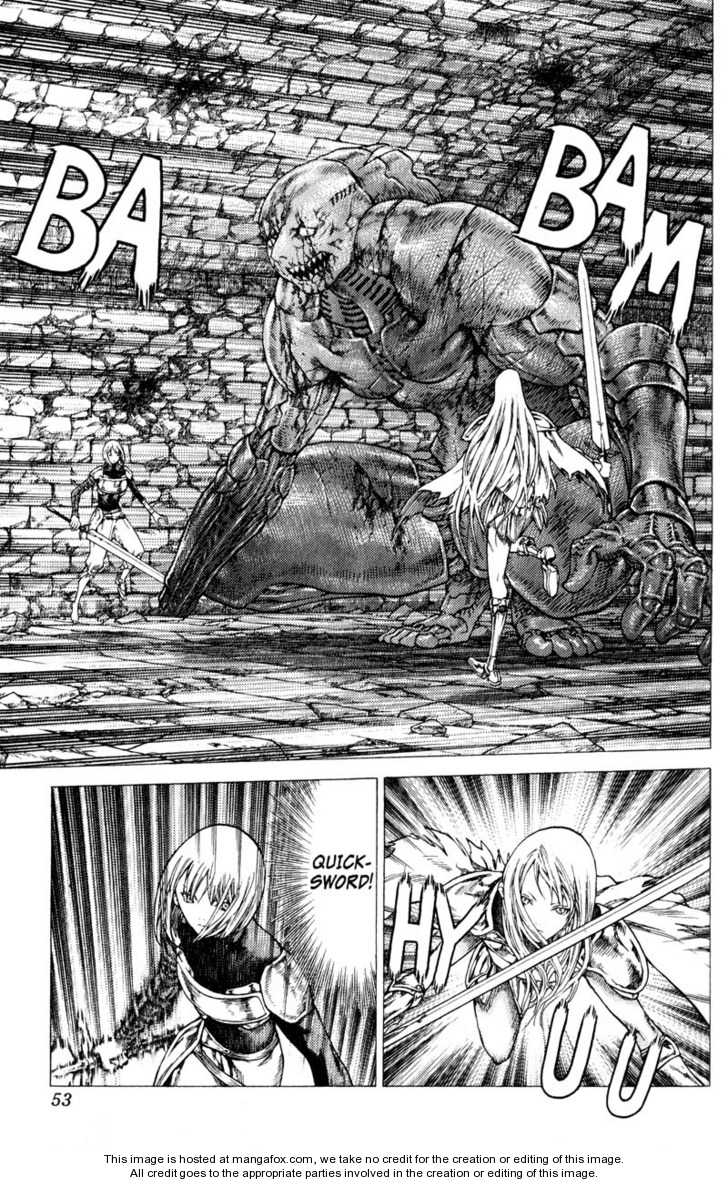 BA
BAM
HY
UU
QUICK-
SWORD!
53
This image is hosted at mangafox.com, we take no credit for the creation or editing of this image.
All credit goes to the appropriate parties involved in the creation or editing of this image.